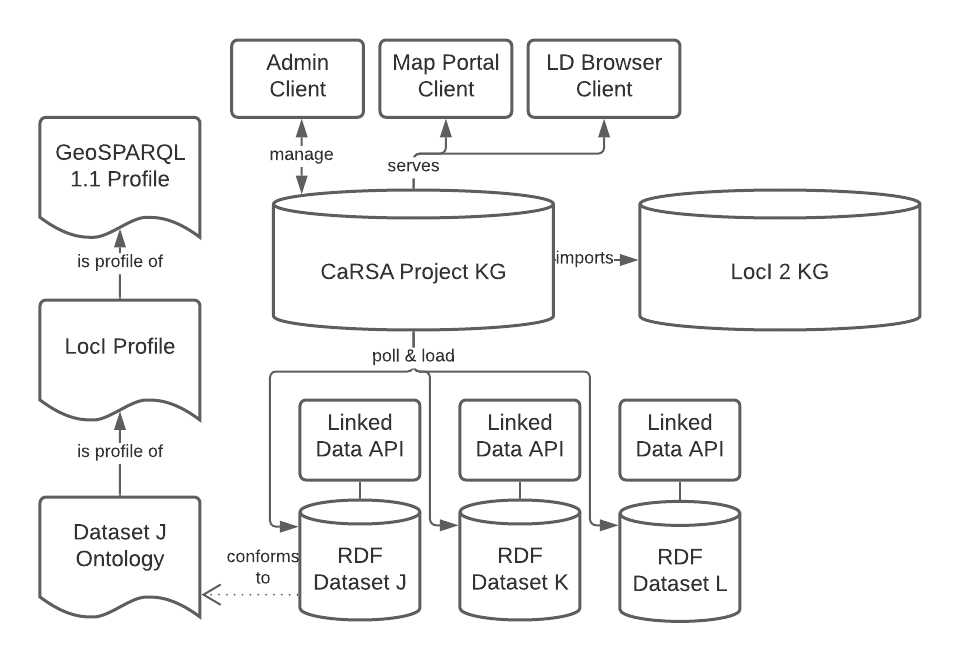 Admin
Client
Map Portal
Client
LD Browser
Client
manage
serves
GeoSPARQL
1.1 Profile
is profile of
LocI Profile
is profile of
Dataset J
Ontology
CaRSA Project KG
imports
LocI 2 KG
poll & load
Linked
Data API
Linked
Data API
Linked
Data API
conforms
to
RDF
Dataset J
RDF
Dataset K
RDF
Dataset L